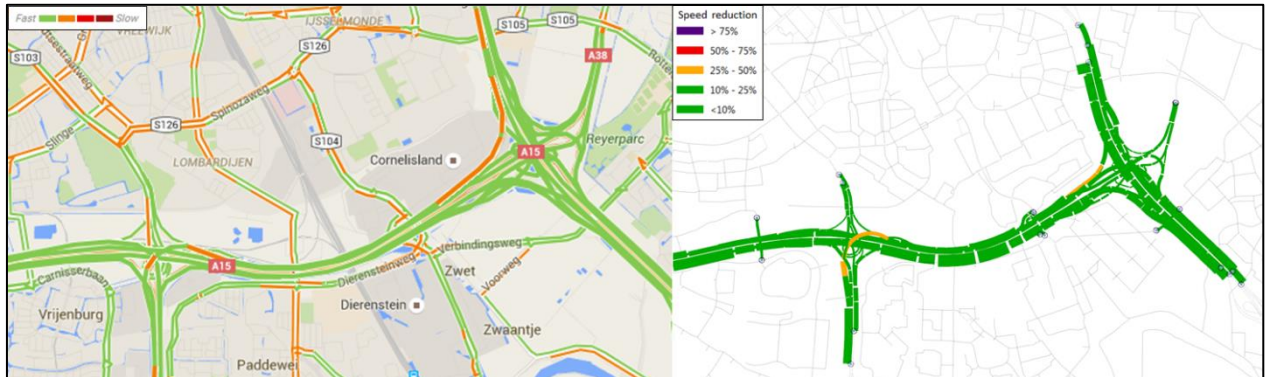 Fast Slow
VREEWIJK
IJSSELMONDE
S105
S105
S103
S126
A38
Spinozaweg
S126
Slinge
LOMBARDIJEN
S104
Reyerparc
Cornelisland
A15
A15
Carnisserbaan
Verbindingsweg
Dierensteinweg
Zwet
Voorweg
Vrijenburg
Dierenstein
Zwaantje
Paddewei
Speed reduction
> 75%
50% - 75%
25% - 50%
10% - 25%
<10%